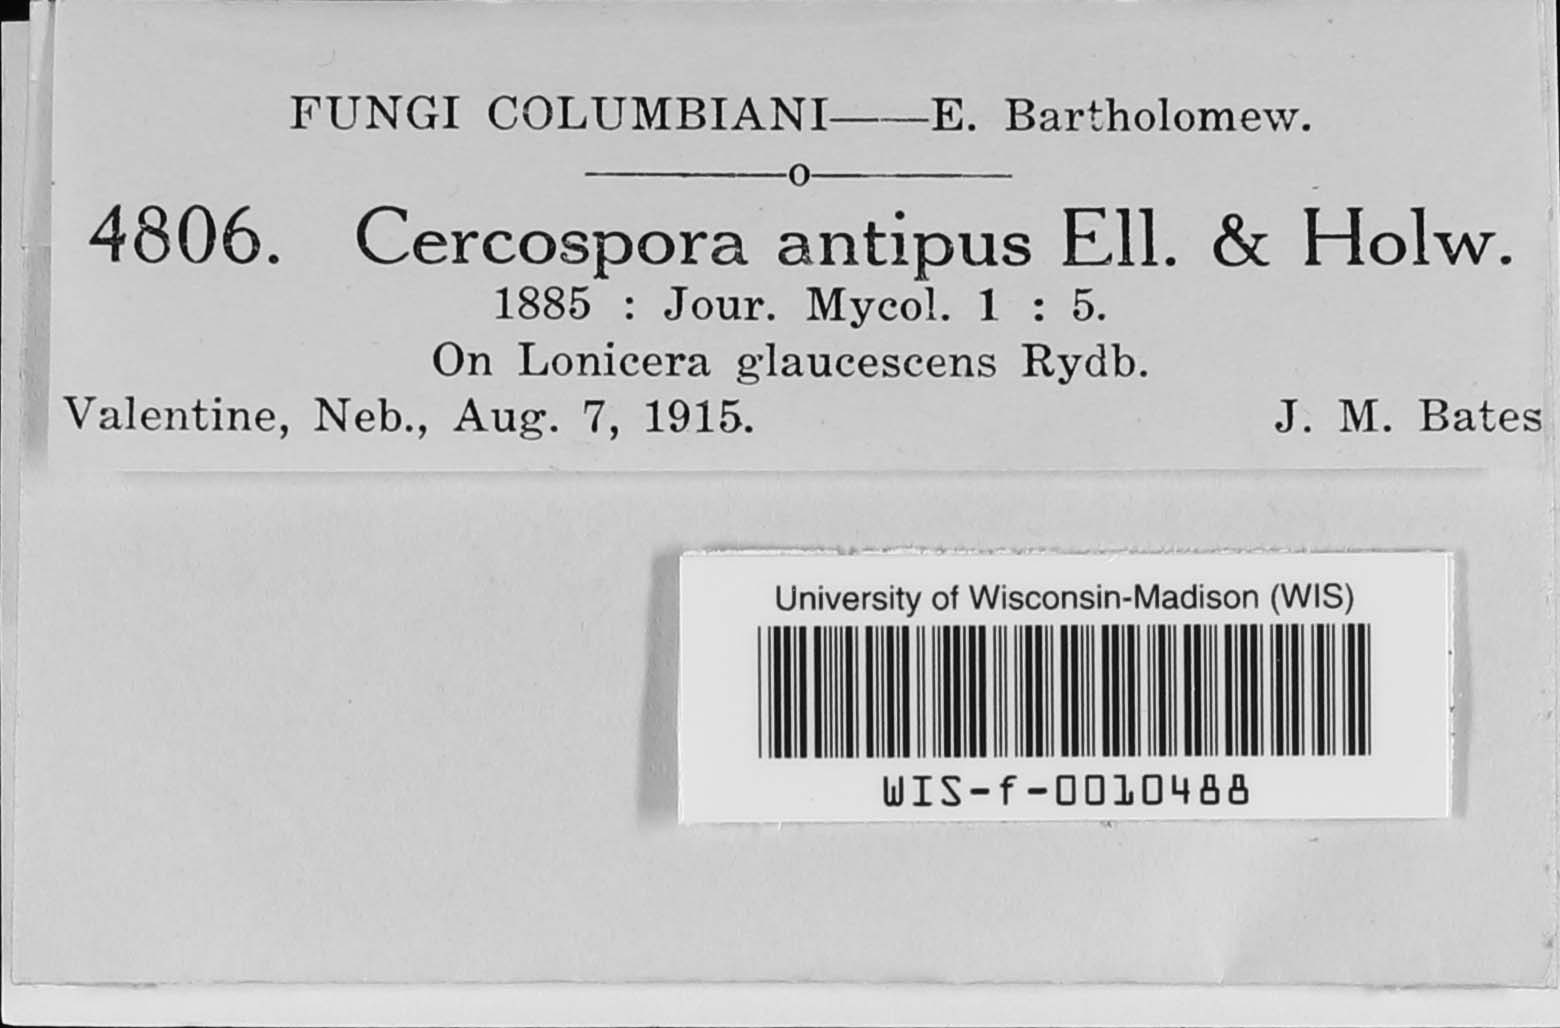 FUNGI COLUMBIANI——E. Bartholomew.
———o———
4806. Cercospora antipus Ell. & Holw.
1885 : Jour. Mycol. 1 : 5.
On Lonicera glaucescens Rydb.
Valentine, Neb., Aug. 7, 1915. J. M. Bates
University of Wisconsin-Madison (WIS)
WIS-f-0010488